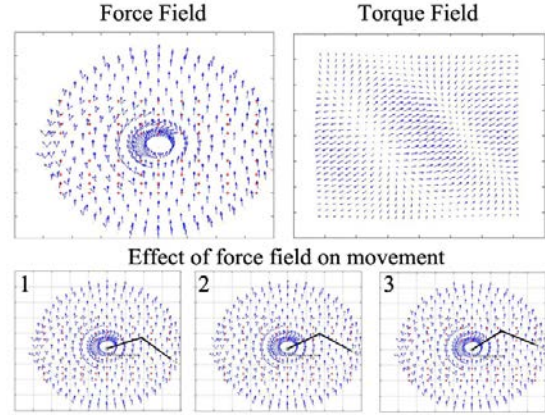 Force Field
Torque Field
Effect of force field on movement
1
2
3